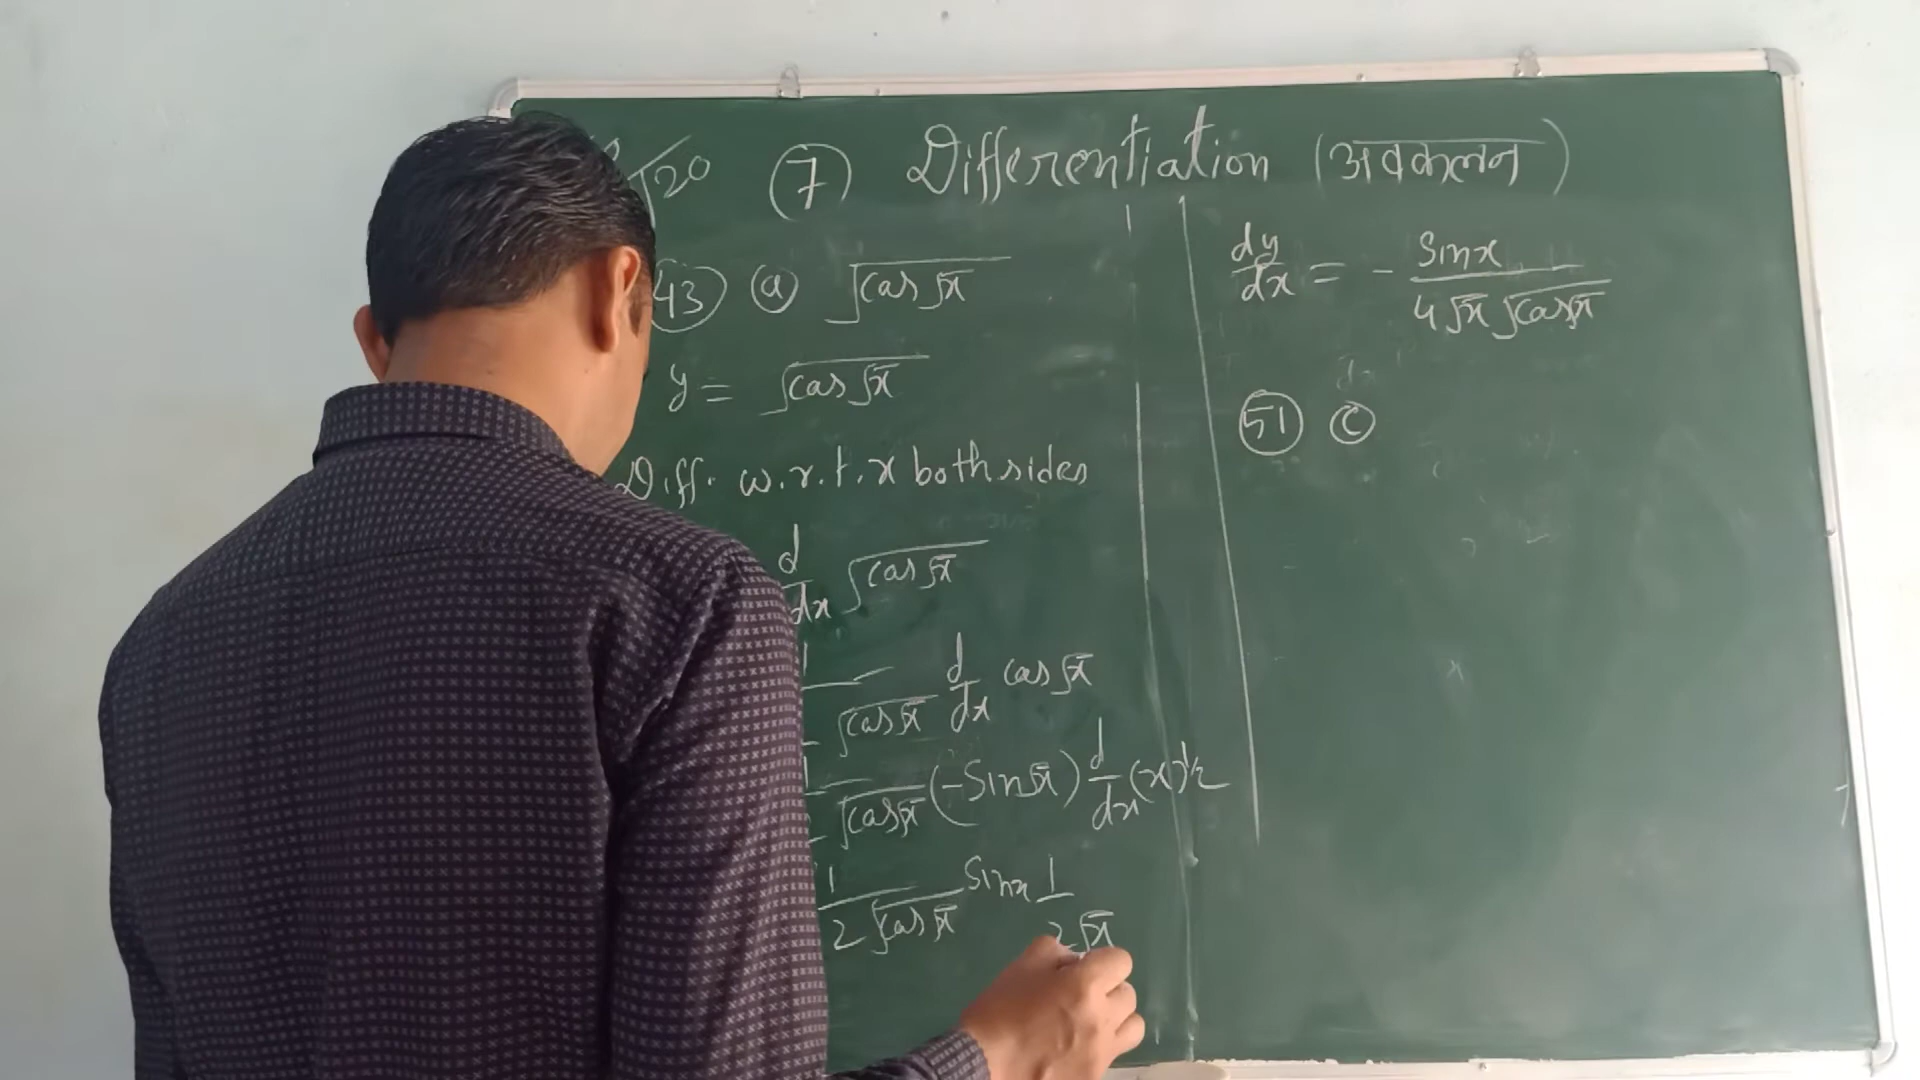 √20 (7) Differentiation (अवकलन)
(43) (a) √cos√x
y = √cos√x
Diff. w.r.t. x both sides
d/dx √cos√x
1/√cos√x d/dx cos√x
1/√cos√x (-Sin√x) d/dx (x)^1/2
1/2√cos√x Sinx 1/2√x
dy/dx = - Sinx/4√x√cos√x
(51) (C)